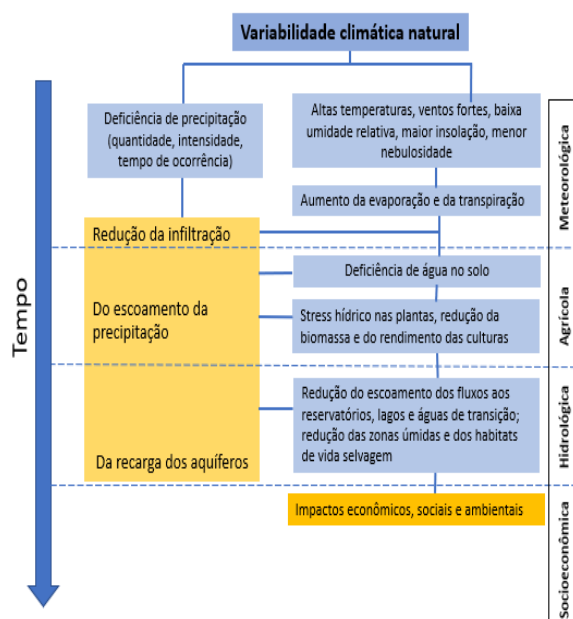 Variabilidade climática natural
Deficiência de precipitação
(quantidade, intensidade,
tempo de ocorrência)
Altas temperaturas, ventos fortes, baixa
umidade relativa, maior insolação, menor
nebulosidade
Aumento da evaporação e da transpiração
Redução da infiltração
Deficiência de água no solo
Do escoamento da
precipitação
Stress hídrico nas plantas, redução da
biomassa e do rendimento das culturas
Redução do escoamento dos fluxos aos
reservatórios, lagos e águas de transição;
redução das zonas úmidas e dos habitats
de vida selvagem
Da recarga dos aquíferos
Impactos econômicos, sociais e ambientais
Tempo
Meteorológica
Agrícola
Hidrológica
Socioeconômica